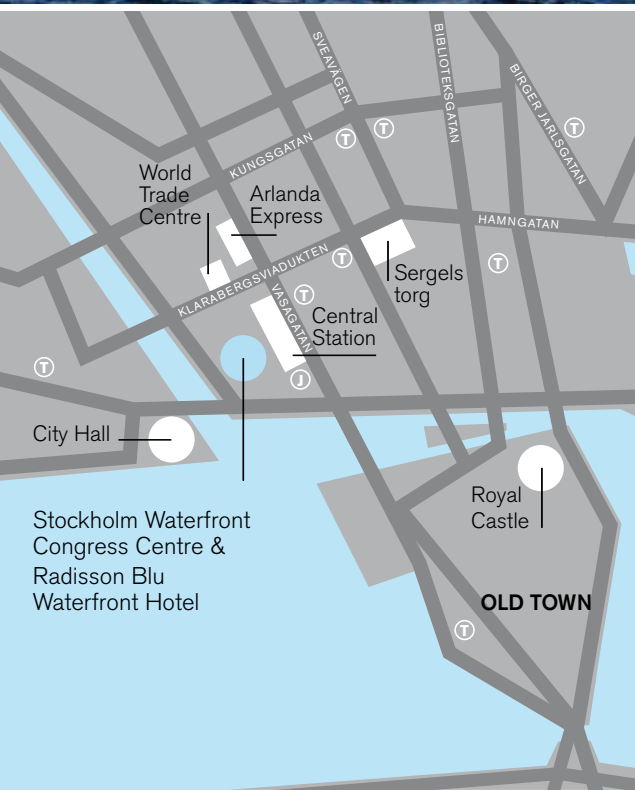 SVEAVÄGEN
BIBLIOTEKSGATAN
BIRGER JARLSGATAN
T
T
T
KUNGSGATAN
World
Trade
Centre
Arlanda
Express
HAMNGATAN
T
T
KLARABERGSVIADUKTEN
Sergels
torg
T
VASAGATAN
Central
Station
T
J
City Hall
Royal
Castle
Stockholm Waterfront
Congress Centre &
Radisson Blu
Waterfront Hotel
OLD TOWN
T